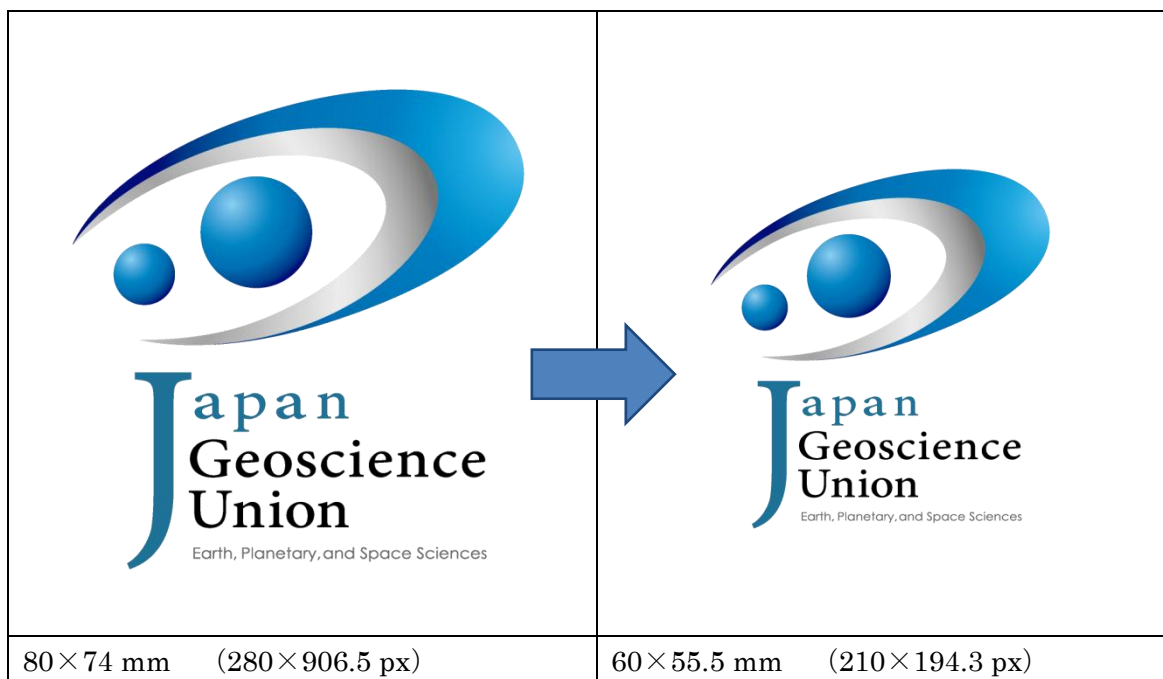 Japan
Geoscience
Union
Earth, Planetary, and Space Sciences
Japan
Geoscience
Union
Earth, Planetary, and Space Sciences
80×74 mm (280×906.5 px)
60×55.5 mm (210×194.3 px)